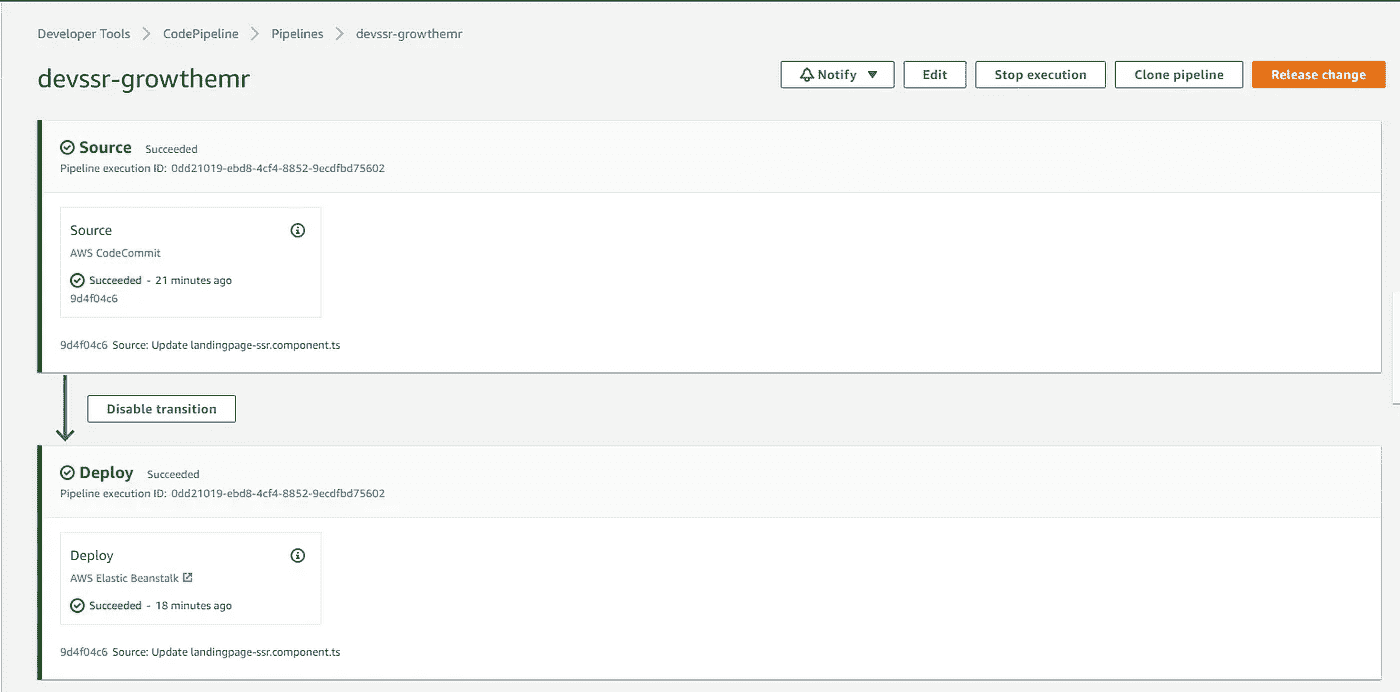 Developer Tools > CodePipeline > Pipelines > devssr-growthemr
devssr-growthemr
Notify ▼ Edit Stop execution Clone pipeline Release change
Source Succeeded
Pipeline execution ID: 0dd21019-ebd8-4cf4-8852-9ecdfbd75602
Source
AWS CodeCommit
Succeeded - 21 minutes ago
9d4f04c6
9d4f04c6 Source: Update landingpage-ssr.component.ts
Disable transition
Deploy Succeeded
Pipeline execution ID: 0dd21019-ebd8-4cf4-8852-9ecdfbd75602
Deploy
AWS Elastic Beanstalk
Succeeded - 18 minutes ago
9d4f04c6 Source: Update landingpage-ssr.component.ts